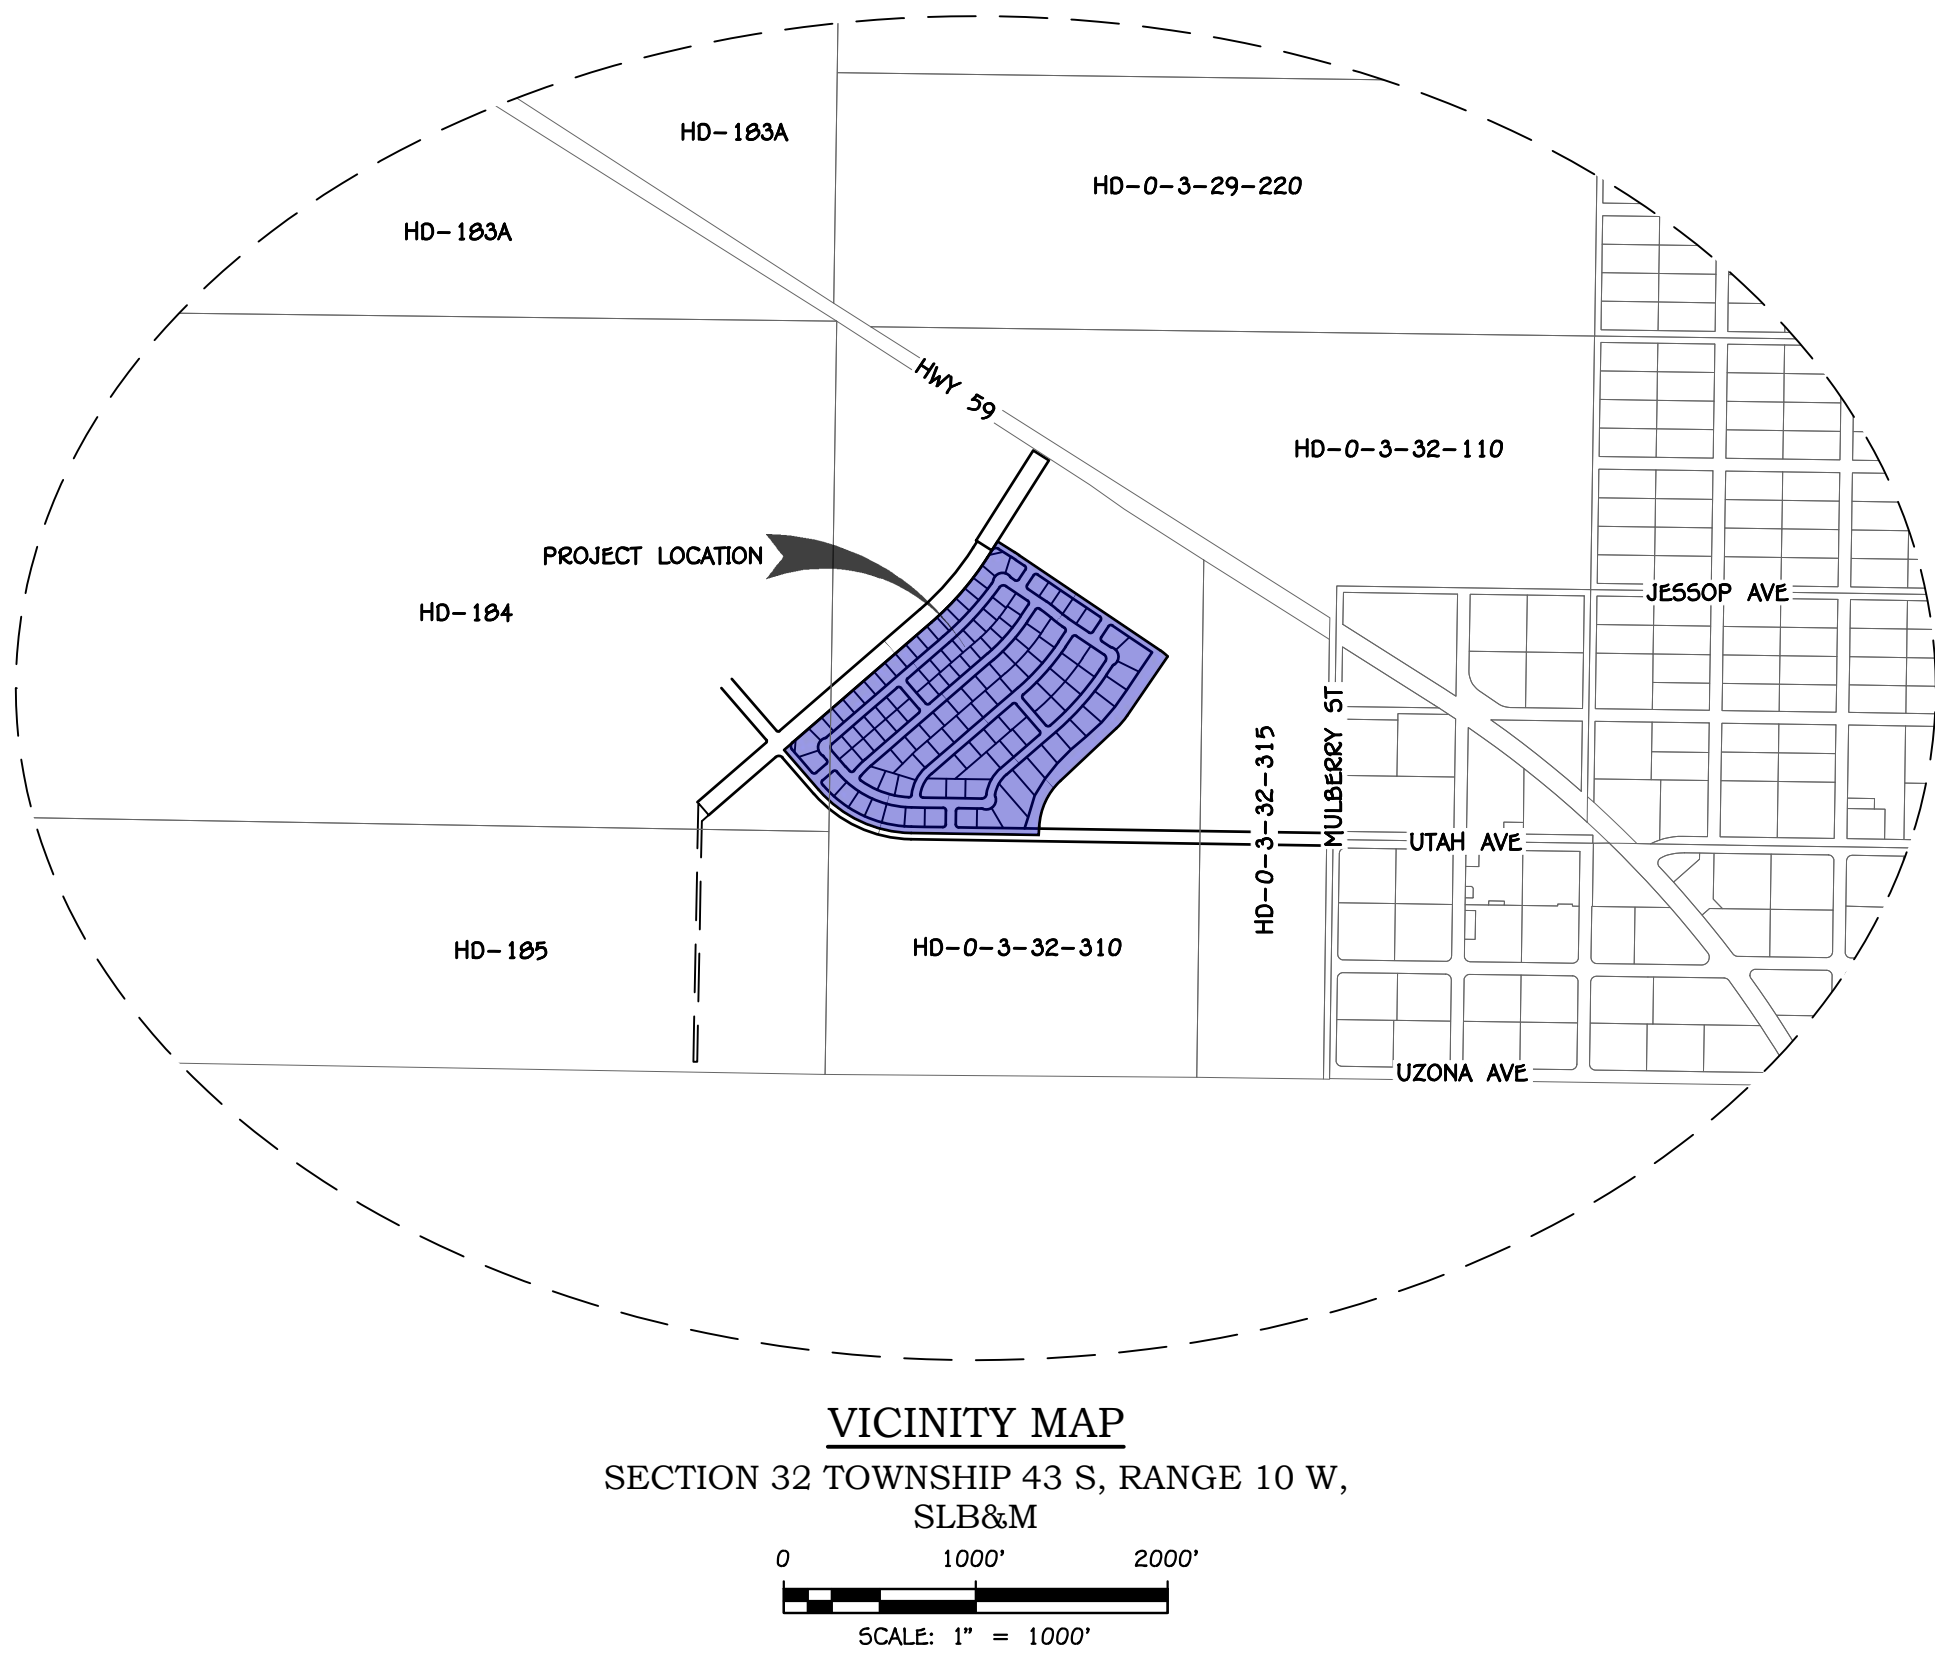 HD-183A
HD-0-3-29-220
HD-183A
HWY 59
HD-0-3-32-110
PROJECT LOCATION
JESSOP AVE
HD-184
MULBERRY ST
HD-0-3-32-315
UTAH AVE
HD-185
HD-0-3-32-310
UZONA AVE
VICINITY MAP
SECTION 32 TOWNSHIP 43 S, RANGE 10 W,
SLB&M
0 1000' 2000'
SCALE: 1" = 1000'